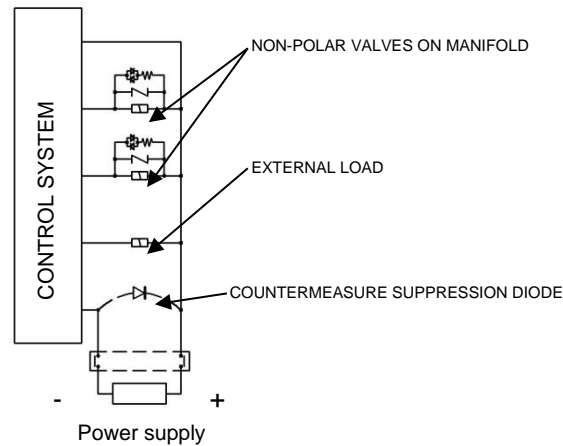 NON-POLAR VALVES ON MANIFOLD
CONTROL SYSTEM
EXTERNAL LOAD
COUNTERMEASURE SUPPRESSION DIODE
- +
Power supply